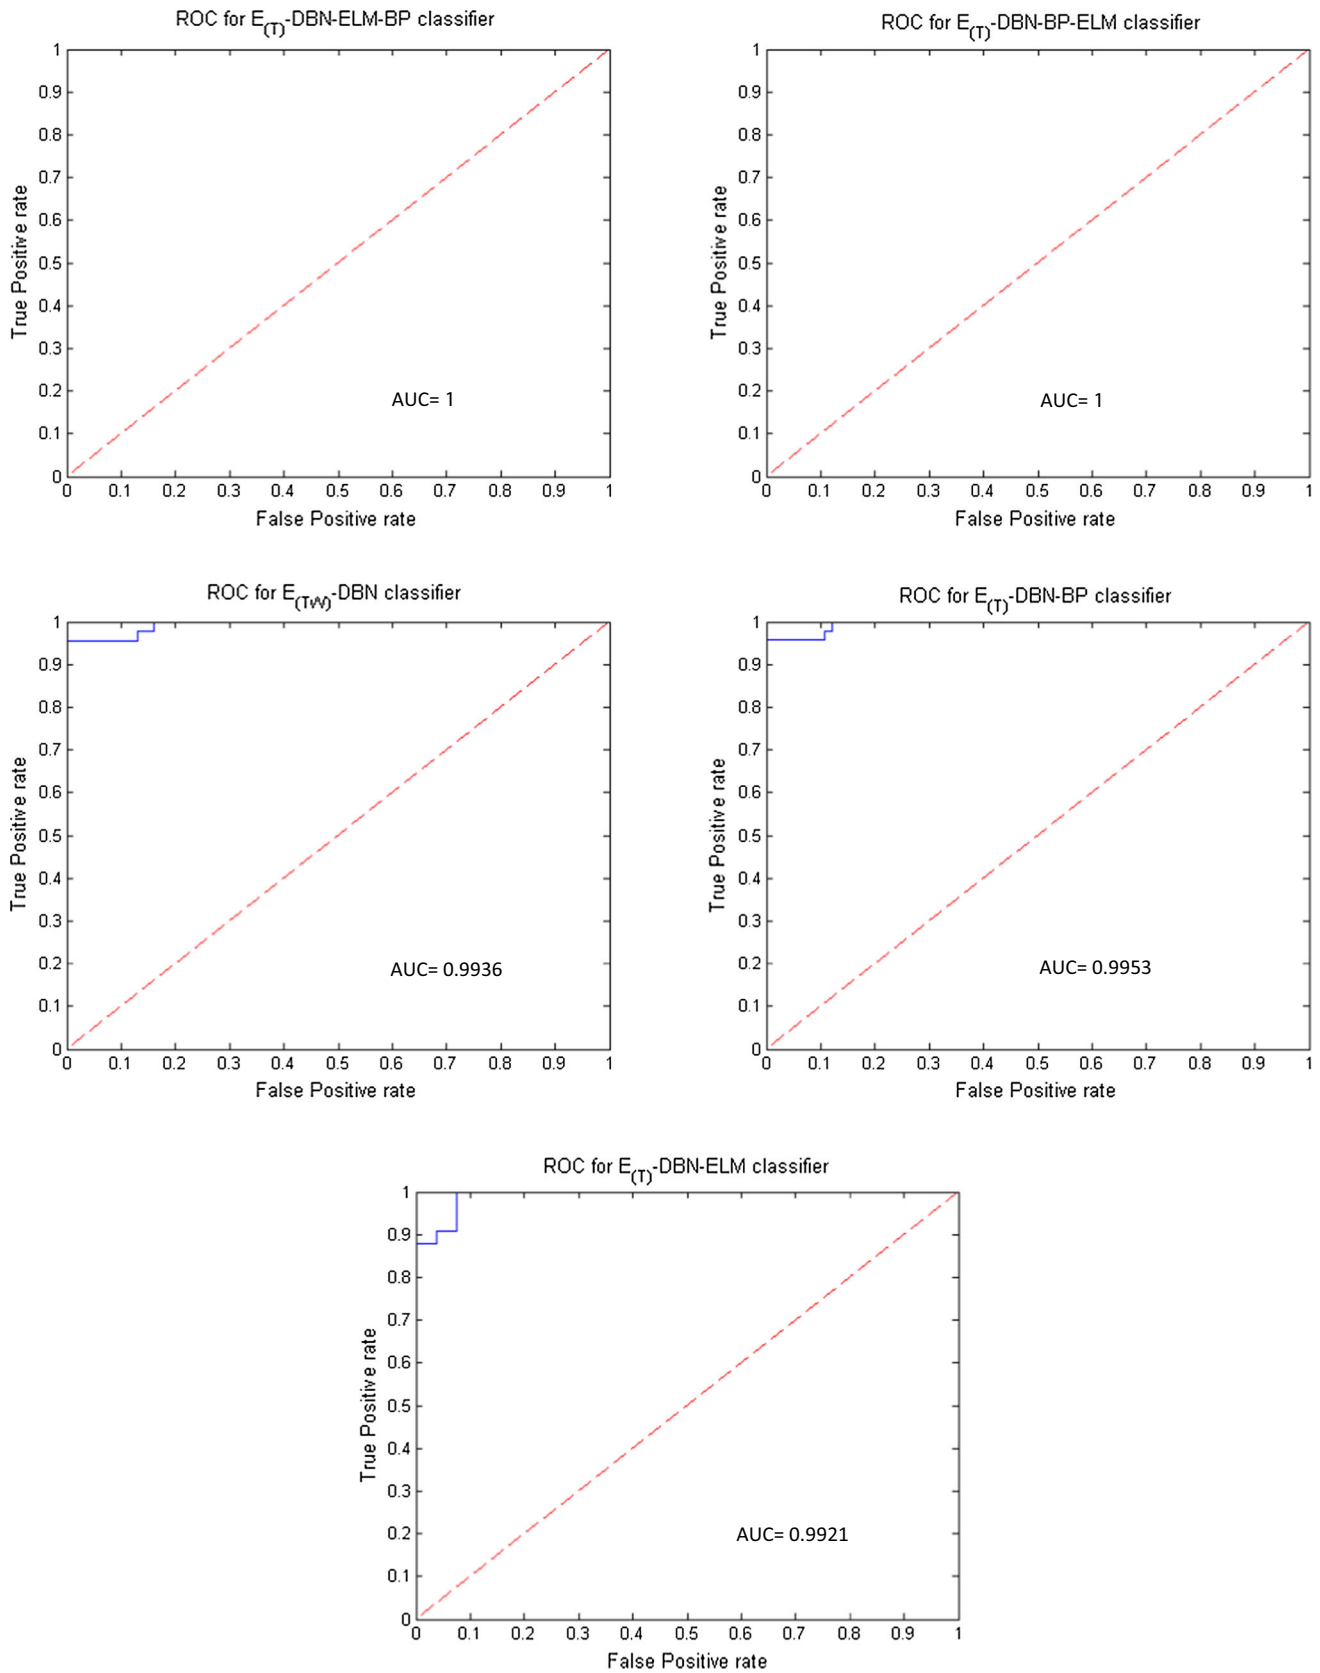 ROC for E(T)-DBN-ELM-BP classifier
1
0.9
0.8
0.7
0.6
0.5
0.4
0.3
0.2
0.1
0
True Positive rate
AUC= 1
0 0.1 0.2 0.3 0.4 0.5 0.6 0.7 0.8 0.9 1
False Positive rate
ROC for E(T)-DBN-BP-ELM classifier
1
0.9
0.8
0.7
0.6
0.5
0.4
0.3
0.2
0.1
0
True Positive rate
AUC= 1
0 0.1 0.2 0.3 0.4 0.5 0.6 0.7 0.8 0.9 1
False Positive rate
ROC for E(TvV)-DBN classifier
1
0.9
0.8
0.7
0.6
0.5
0.4
0.3
0.2
0.1
0
True Positive rate
AUC= 0.9936
0 0.1 0.2 0.3 0.4 0.5 0.6 0.7 0.8 0.9 1
False Positive rate
ROC for E(T)-DBN-BP classifier
1
0.9
0.8
0.7
0.6
0.5
0.4
0.3
0.2
0.1
0
True Positive rate
AUC= 0.9953
0 0.1 0.2 0.3 0.4 0.5 0.6 0.7 0.8 0.9 1
False Positive rate
ROC for E(T)-DBN-ELM classifier
1
0.9
0.8
0.7
0.6
0.5
0.4
0.3
0.2
0.1
0
True Positive rate
AUC= 0.9921
0 0.1 0.2 0.3 0.4 0.5 0.6 0.7 0.8 0.9 1
False Positive rate